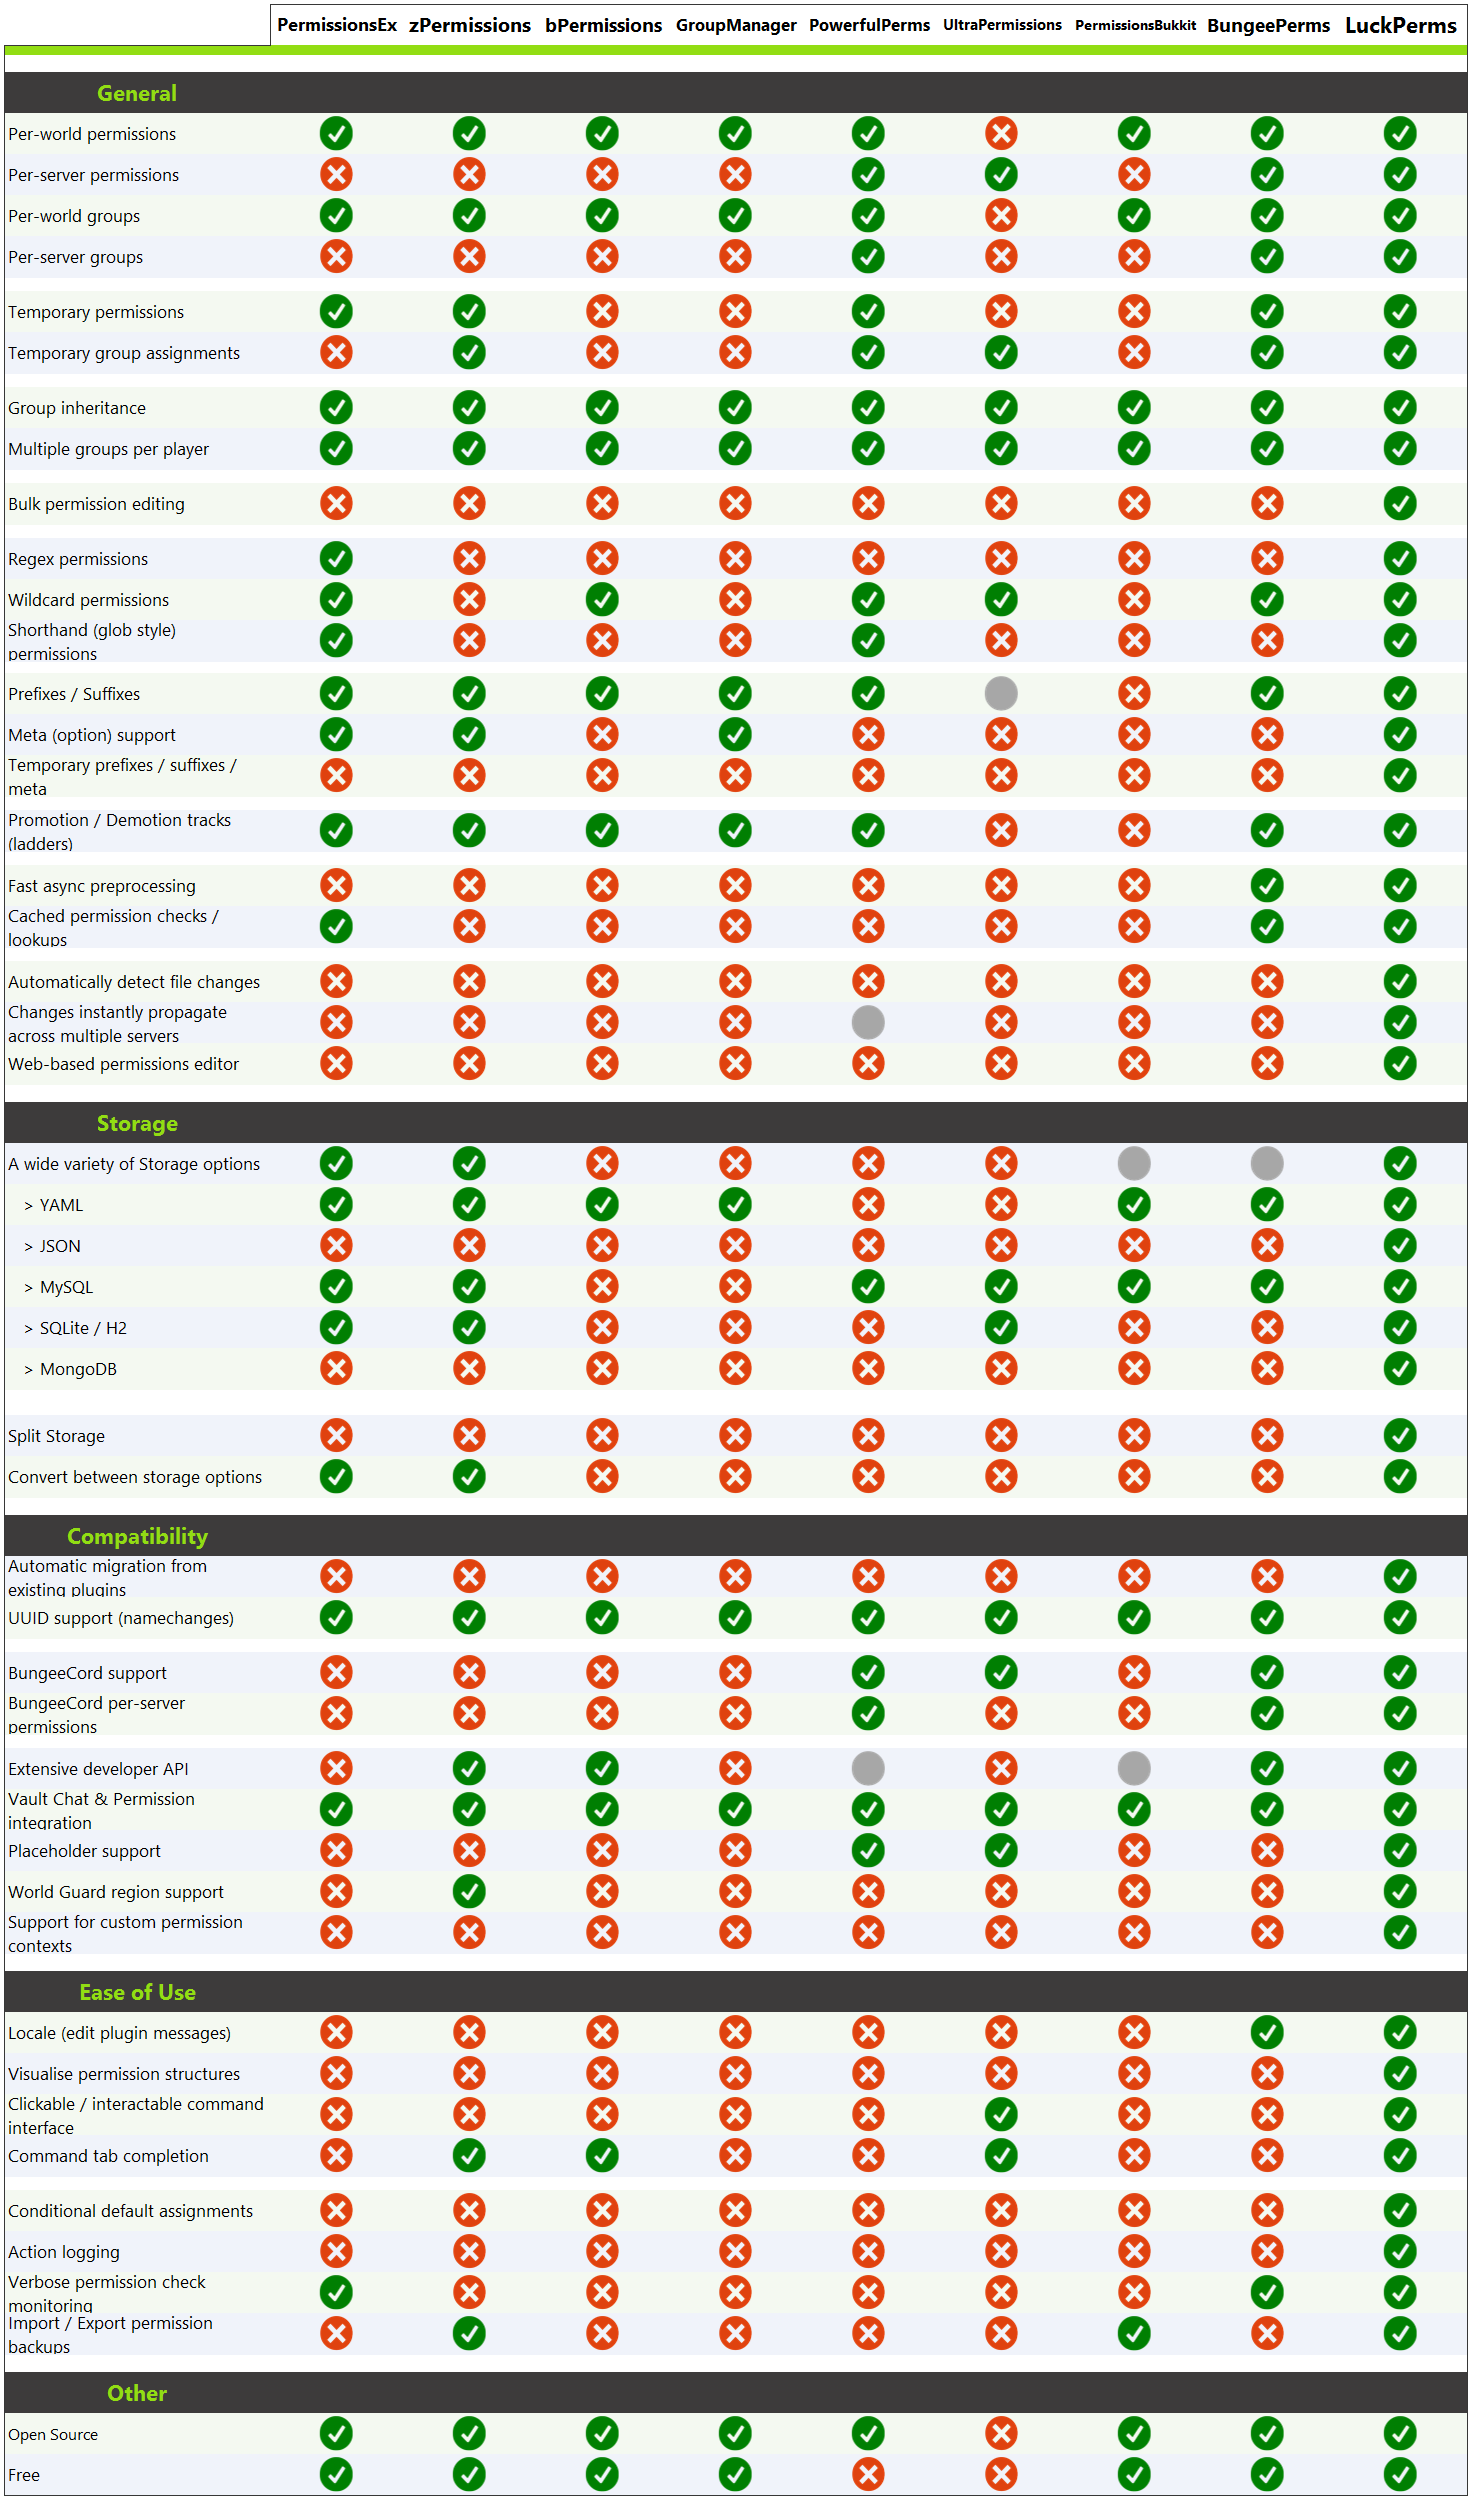 PermissionsEx zPermissions bPermissions GroupManager PowerfulPerms UltraPermissions PermissionsBukkit BungeePerms LuckPerms
General
Per-world permissions
Per-server permissions
Per-world groups
Per-server groups
Temporary permissions
Temporary group assignments
Group inheritance
Multiple groups per player
Bulk permission editing
Regex permissions
Wildcard permissions
Shorthand (glob style)
permissions
Prefixes / Suffixes
Meta (option) support
Temporary prefixes / suffixes /
meta
Promotion / Demotion tracks
(ladders)
Fast async preprocessing
Cached permission checks /
lookups
Automatically detect file changes
Changes instantly propagate
across multiple servers
Web-based permissions editor
Storage
A wide variety of Storage options
> YAML
> JSON
> MySQL
> SQLite / H2
> MongoDB
Split Storage
Convert between storage options
Compatibility
Automatic migration from
existing plugins
UUID support (namechanges)
BungeeCord support
BungeeCord per-server
permissions
Extensive developer API
Vault Chat & Permission
integration
Placeholder support
World Guard region support
Support for custom permission
contexts
Ease of Use
Locale (edit plugin messages)
Visualise permission structures
Clickable / interactable command
interface
Command tab completion
Conditional default assignments
Action logging
Verbose permission check
monitoring
Import / Export permission
backups
Other
Open Source
Free